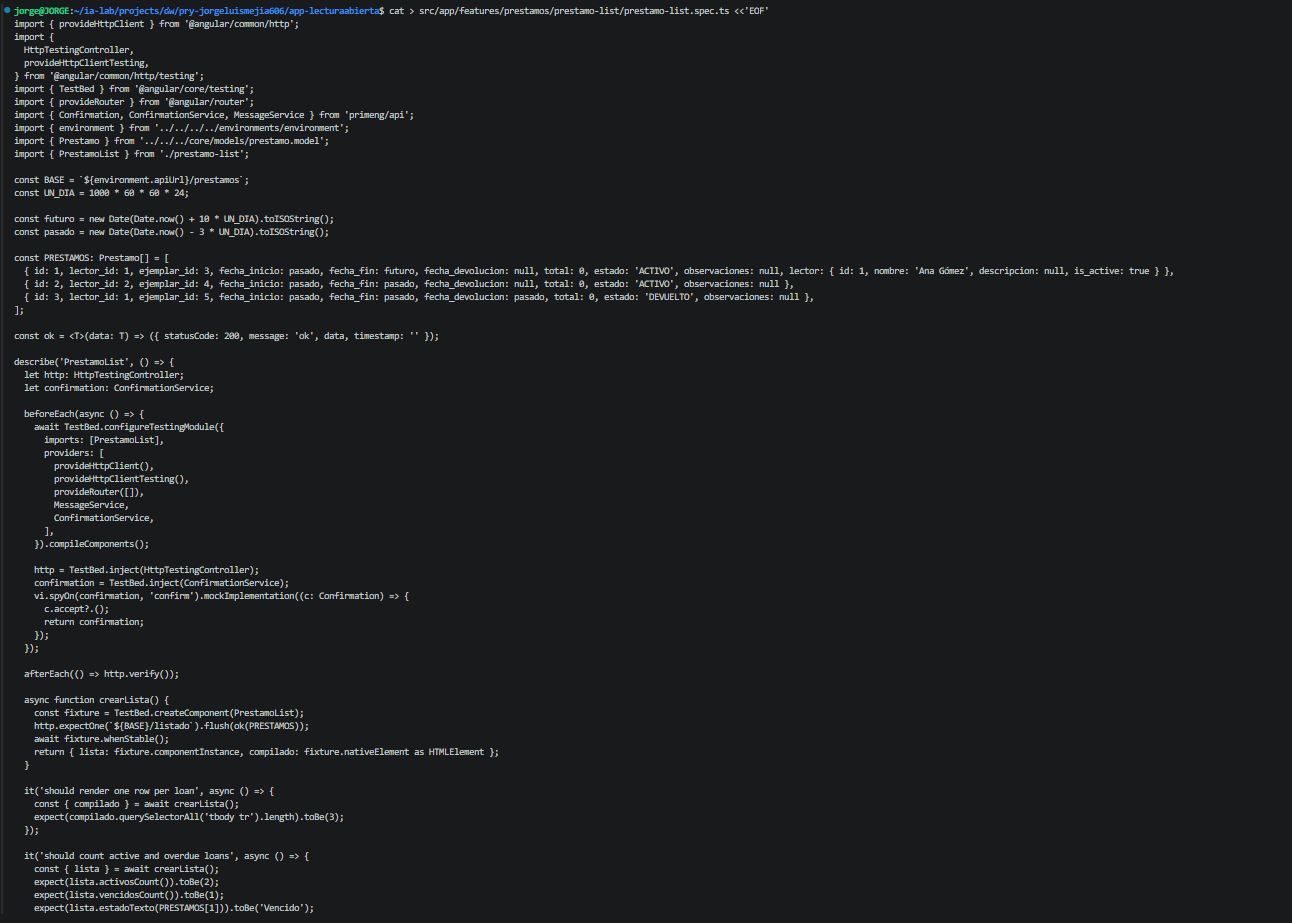 jorge@JORGE:~/ia-lab/projects/dw/pry-jorgeluismejia606/app-lecturaabierta$ cat > src/app/features/prestamos/prestamo-list/prestamo-list.spec.ts <<'EOF'
import { provideHttpClient } from '@angular/common/http';
import {
  HttpTestingController,
  provideHttpClientTesting,
} from '@angular/common/http/testing';
import { TestBed } from '@angular/core/testing';
import { provideRouter } from '@angular/router';
import { Confirmation, ConfirmationService, MessageService } from 'primeng/api';
import { environment } from '../../../../environments/environment';
import { Prestamo } from '../../../core/models/prestamo.model';
import { PrestamoList } from './prestamo-list';

const BASE = `${environment.apiUrl}/prestamos`;
const UN_DIA = 1000 * 60 * 60 * 24;

const futuro = new Date(Date.now() + 10 * UN_DIA).toISOString();
const pasado = new Date(Date.now() - 3 * UN_DIA).toISOString();

const PRESTAMOS: Prestamo[] = [
  { id: 1, lector_id: 1, ejemplar_id: 3, fecha_inicio: pasado, fecha_fin: futuro, fecha_devolucion: null, total: 0, estado: 'ACTIVO', observaciones: null, lector: { id: 1, nombre: 'Ana Gómez', descripcion: null, is_active: true } },
  { id: 2, lector_id: 2, ejemplar_id: 4, fecha_inicio: pasado, fecha_fin: pasado, fecha_devolucion: null, total: 0, estado: 'ACTIVO', observaciones: null },
  { id: 3, lector_id: 1, ejemplar_id: 5, fecha_inicio: pasado, fecha_fin: pasado, fecha_devolucion: pasado, total: 0, estado: 'DEVUELTO', observaciones: null },
];

const ok = <T>(data: T) => ({ statusCode: 200, message: 'ok', data, timestamp: '' });

describe('PrestamoList', () => {
  let http: HttpTestingController;
  let confirmation: ConfirmationService;

  beforeEach(async () => {
    await TestBed.configureTestingModule({
      imports: [PrestamoList],
      providers: [
        provideHttpClient(),
        provideHttpClientTesting(),
        provideRouter([]),
        MessageService,
        ConfirmationService,
      ],
    }).compileComponents();

    http = TestBed.inject(HttpTestingController);
    confirmation = TestBed.inject(ConfirmationService);
    vi.spyOn(confirmation, 'confirm').mockImplementation((c: Confirmation) => {
      c.accept?.();
      return confirmation;
    });
  });

  afterEach(() => http.verify());

  async function crearLista() {
    const fixture = TestBed.createComponent(PrestamoList);
    http.expectOne(`${BASE}/listado`).flush(ok(PRESTAMOS));
    await fixture.whenStable();
    return { lista: fixture.componentInstance, compilado: fixture.nativeElement as HTMLElement };
  }

  it('should render one row per loan', async () => {
    const { compilado } = await crearLista();
    expect(compilado.querySelectorAll('tbody tr').length).toBe(3);
  });

  it('should count active and overdue loans', async () => {
    const { lista } = await crearLista();
    expect(lista.activosCount()).toBe(2);
    expect(lista.vencidosCount()).toBe(1);
    expect(lista.estadoTexto(PRESTAMOS[1])).toBe('Vencido');